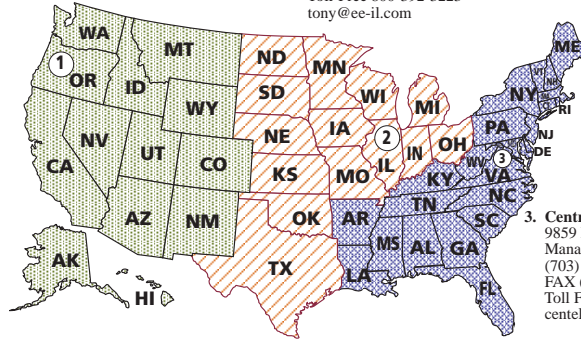 tony@ee-il.com
WA
MT
ND
MN
ME
1
OR
ID
SD
WI
MI
NY
VT
NH
RI
WY
IA
PA
NV
NE
2
OH
NJ
DE
CA
UT
CO
IL
IN
WV
3
VA
KS
MO
KY
NC
TN
AZ
NM
OK
AR
SC
3. Centr
9859
Mana
(703)
FAX (
Toll F
centel
MS
AL
GA
AK
HI
TX
LA
FL